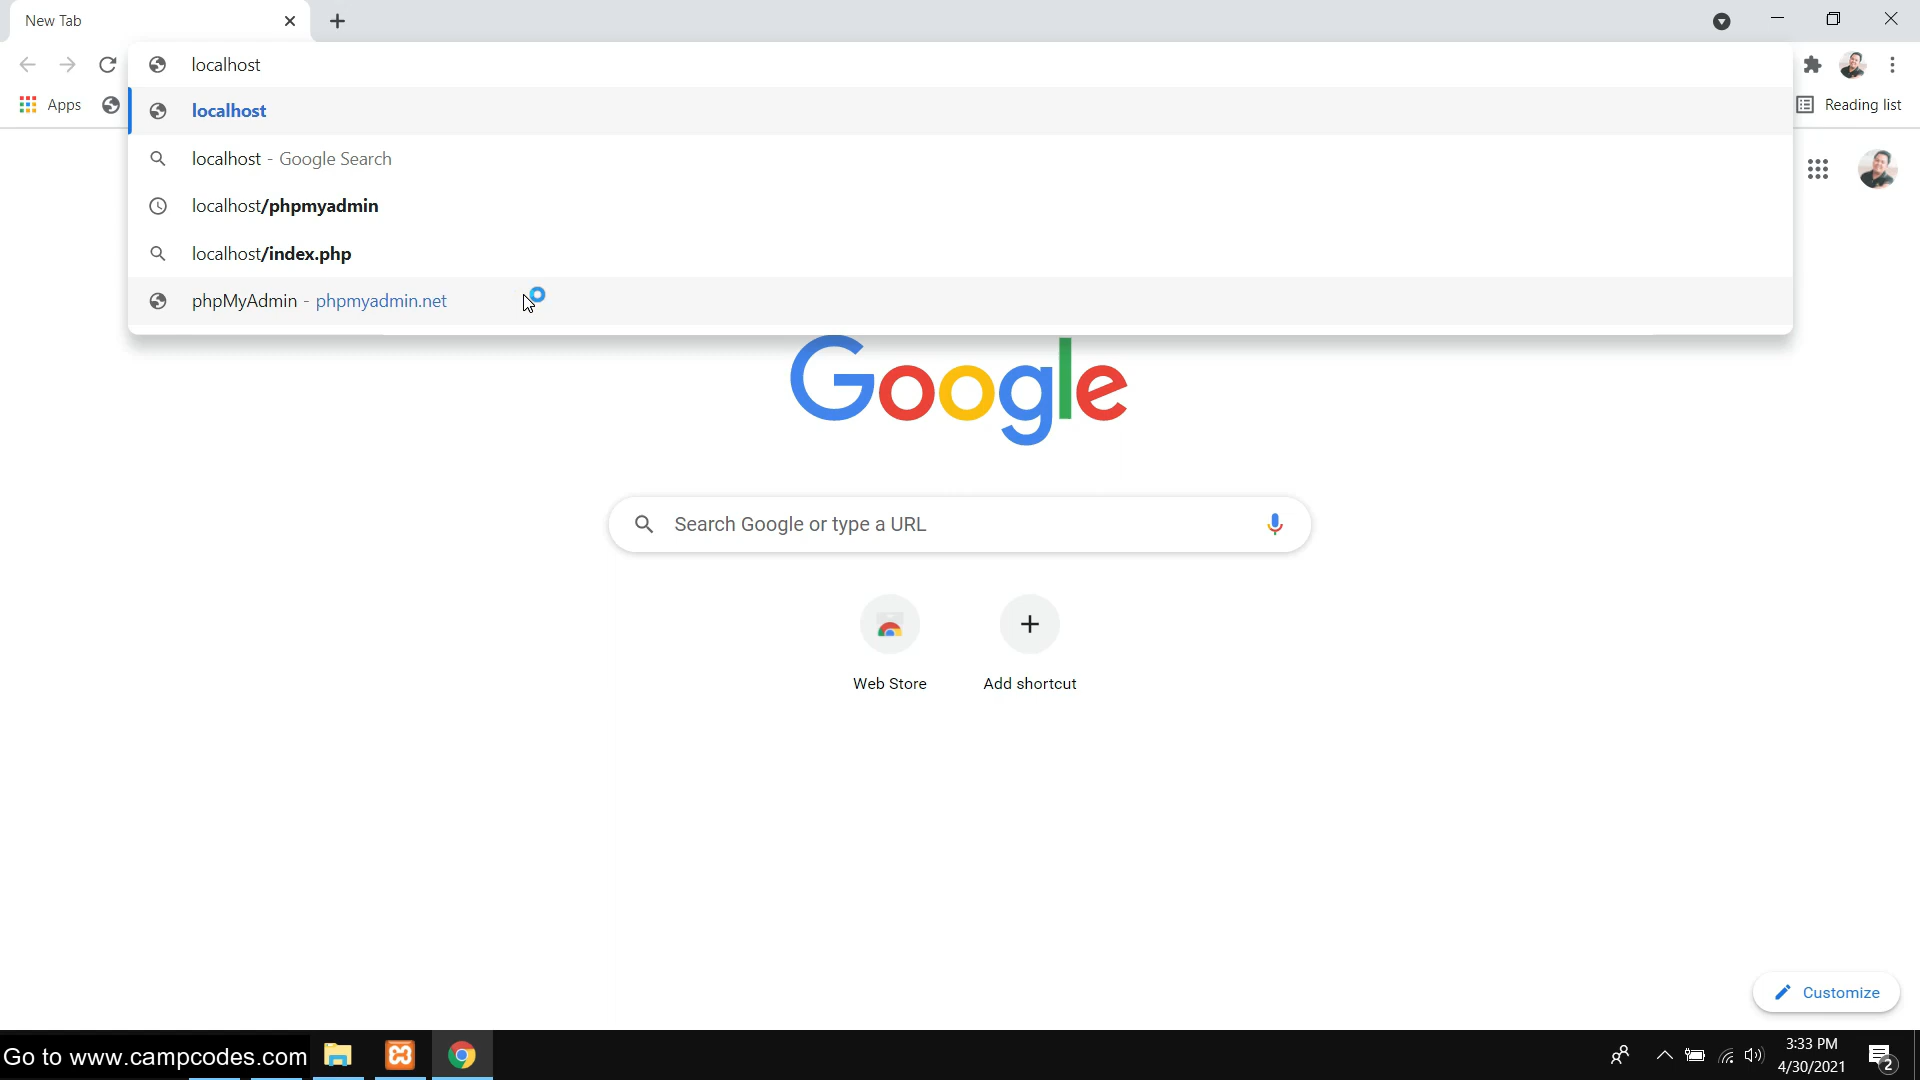 New Tab
localhost
Apps
localhost
Reading list
localhost - Google Search
localhost/phpmyadmin
localhost/index.php
phpMyAdmin - phpmyadmin.net
Google
Search Google or type a URL
Web Store
Add shortcut
Customize
Go to www.campcodes.com
3:33 PM
4/30/2021
2